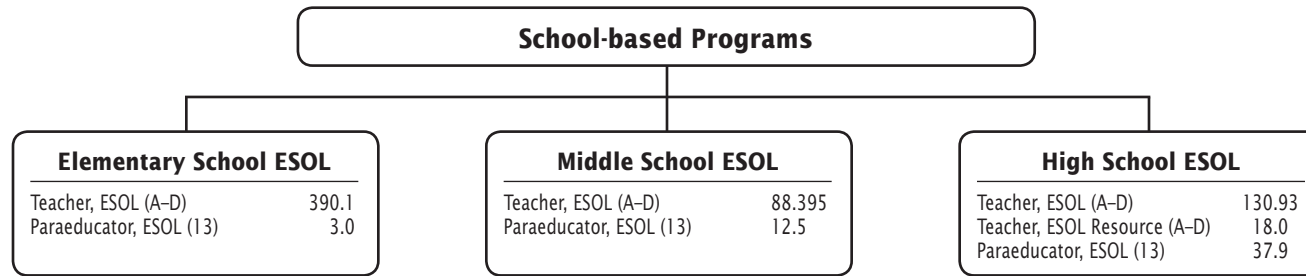 School-based Programs
Elementary School ESOL
Teacher, ESOL (A–D) 390.1
Paraeducator, ESOL (13) 3.0
Middle School ESOL
Teacher, ESOL (A–D) 88.395
Paraeducator, ESOL (13) 12.5
High School ESOL
Teacher, ESOL (A–D) 130.93
Teacher, ESOL Resource (A–D) 18.0
Paraeducator, ESOL (13) 37.9